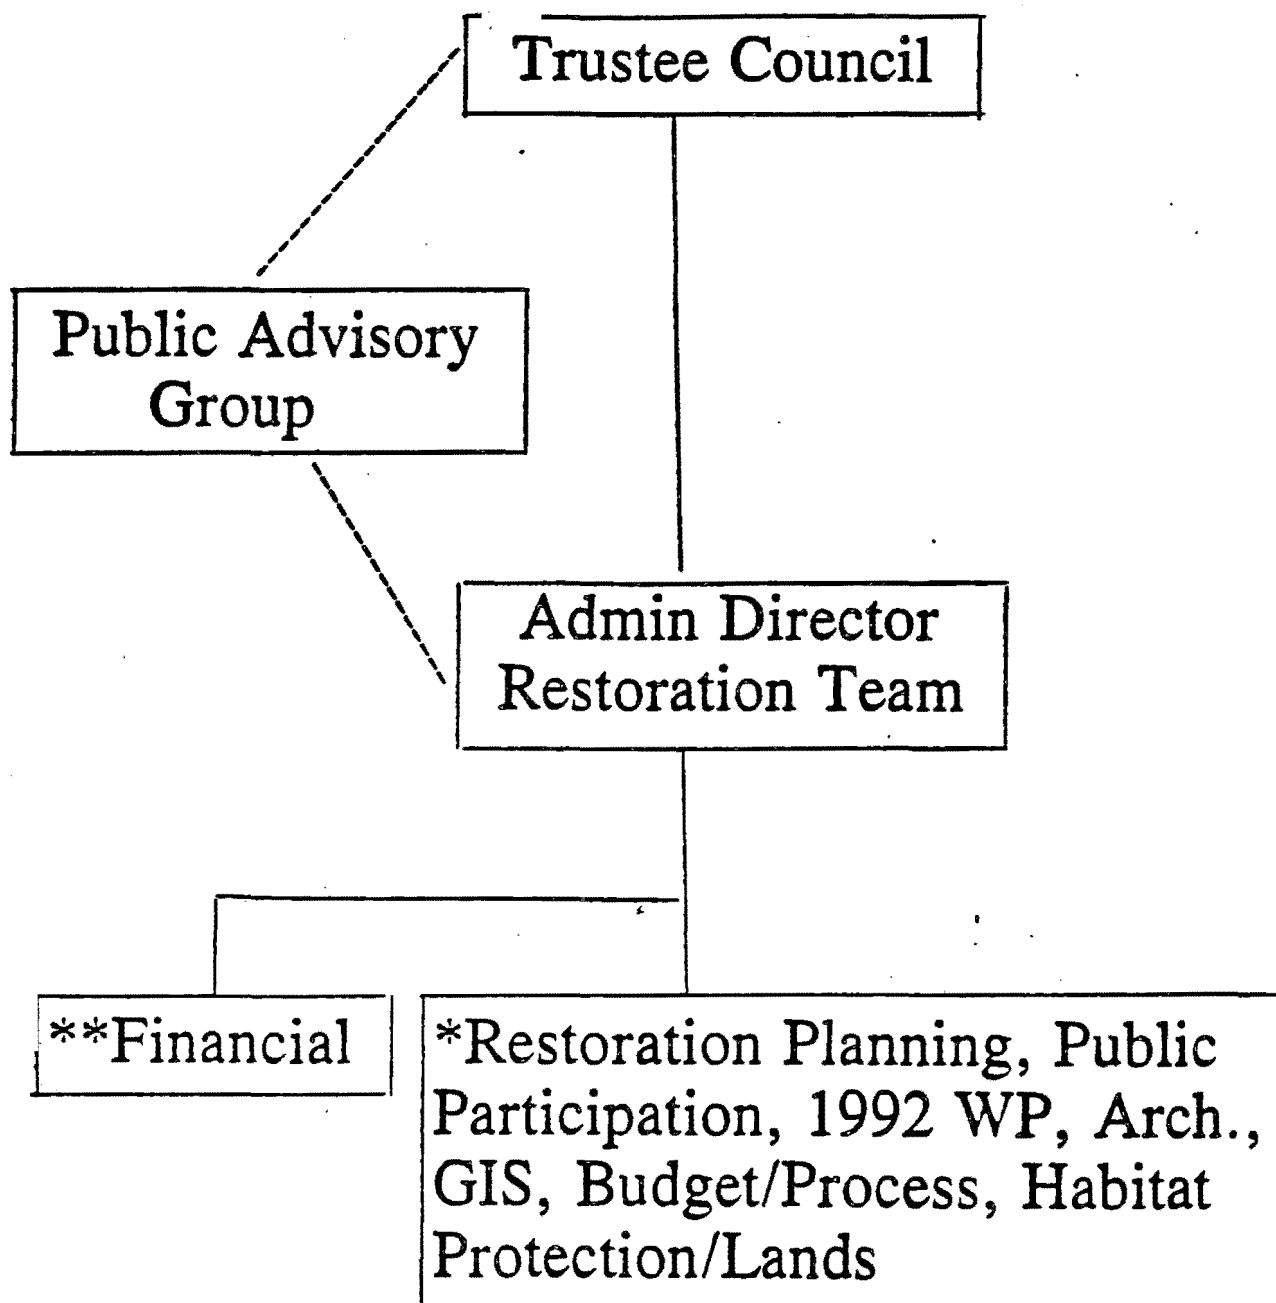 Trustee Council
Public Advisory
Group
Admin Director
Restoration Team
**Financial
*Restoration Planning, Public
Participation, 1992 WP, Arch.,
GIS, Budget/Process, Habitat
Protection/Lands